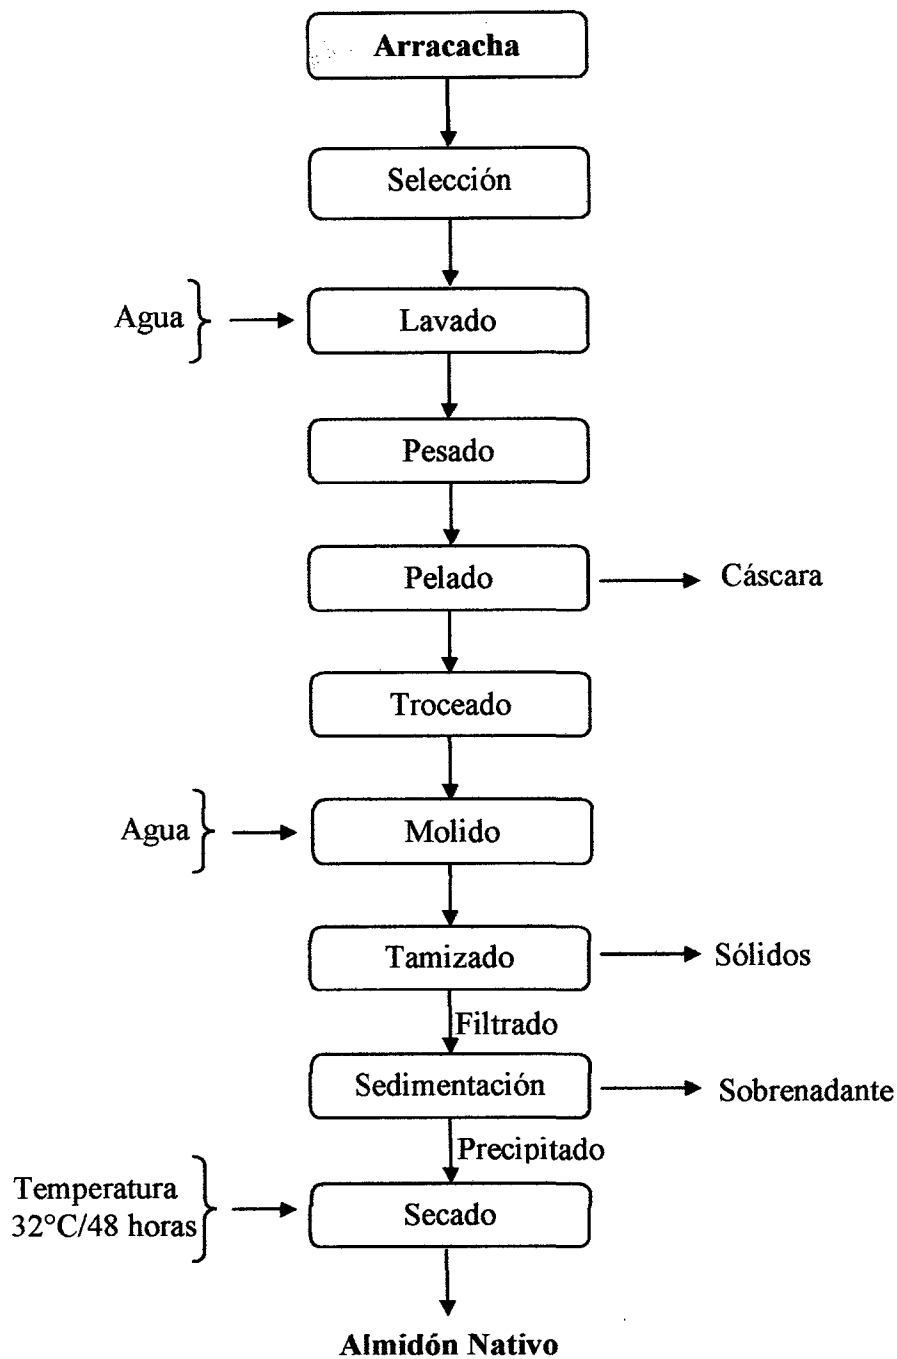 Arracacha
Selección
Agua
Lavado
Pesado
Pelado
Cáscara
Troceado
Agua
Molido
Tamizado
Sólidos
Filtrado
Sedimentación
Sobrenadante
Precipitado
Temperatura
32°C/48 horas
Secado
Almidón Nativo